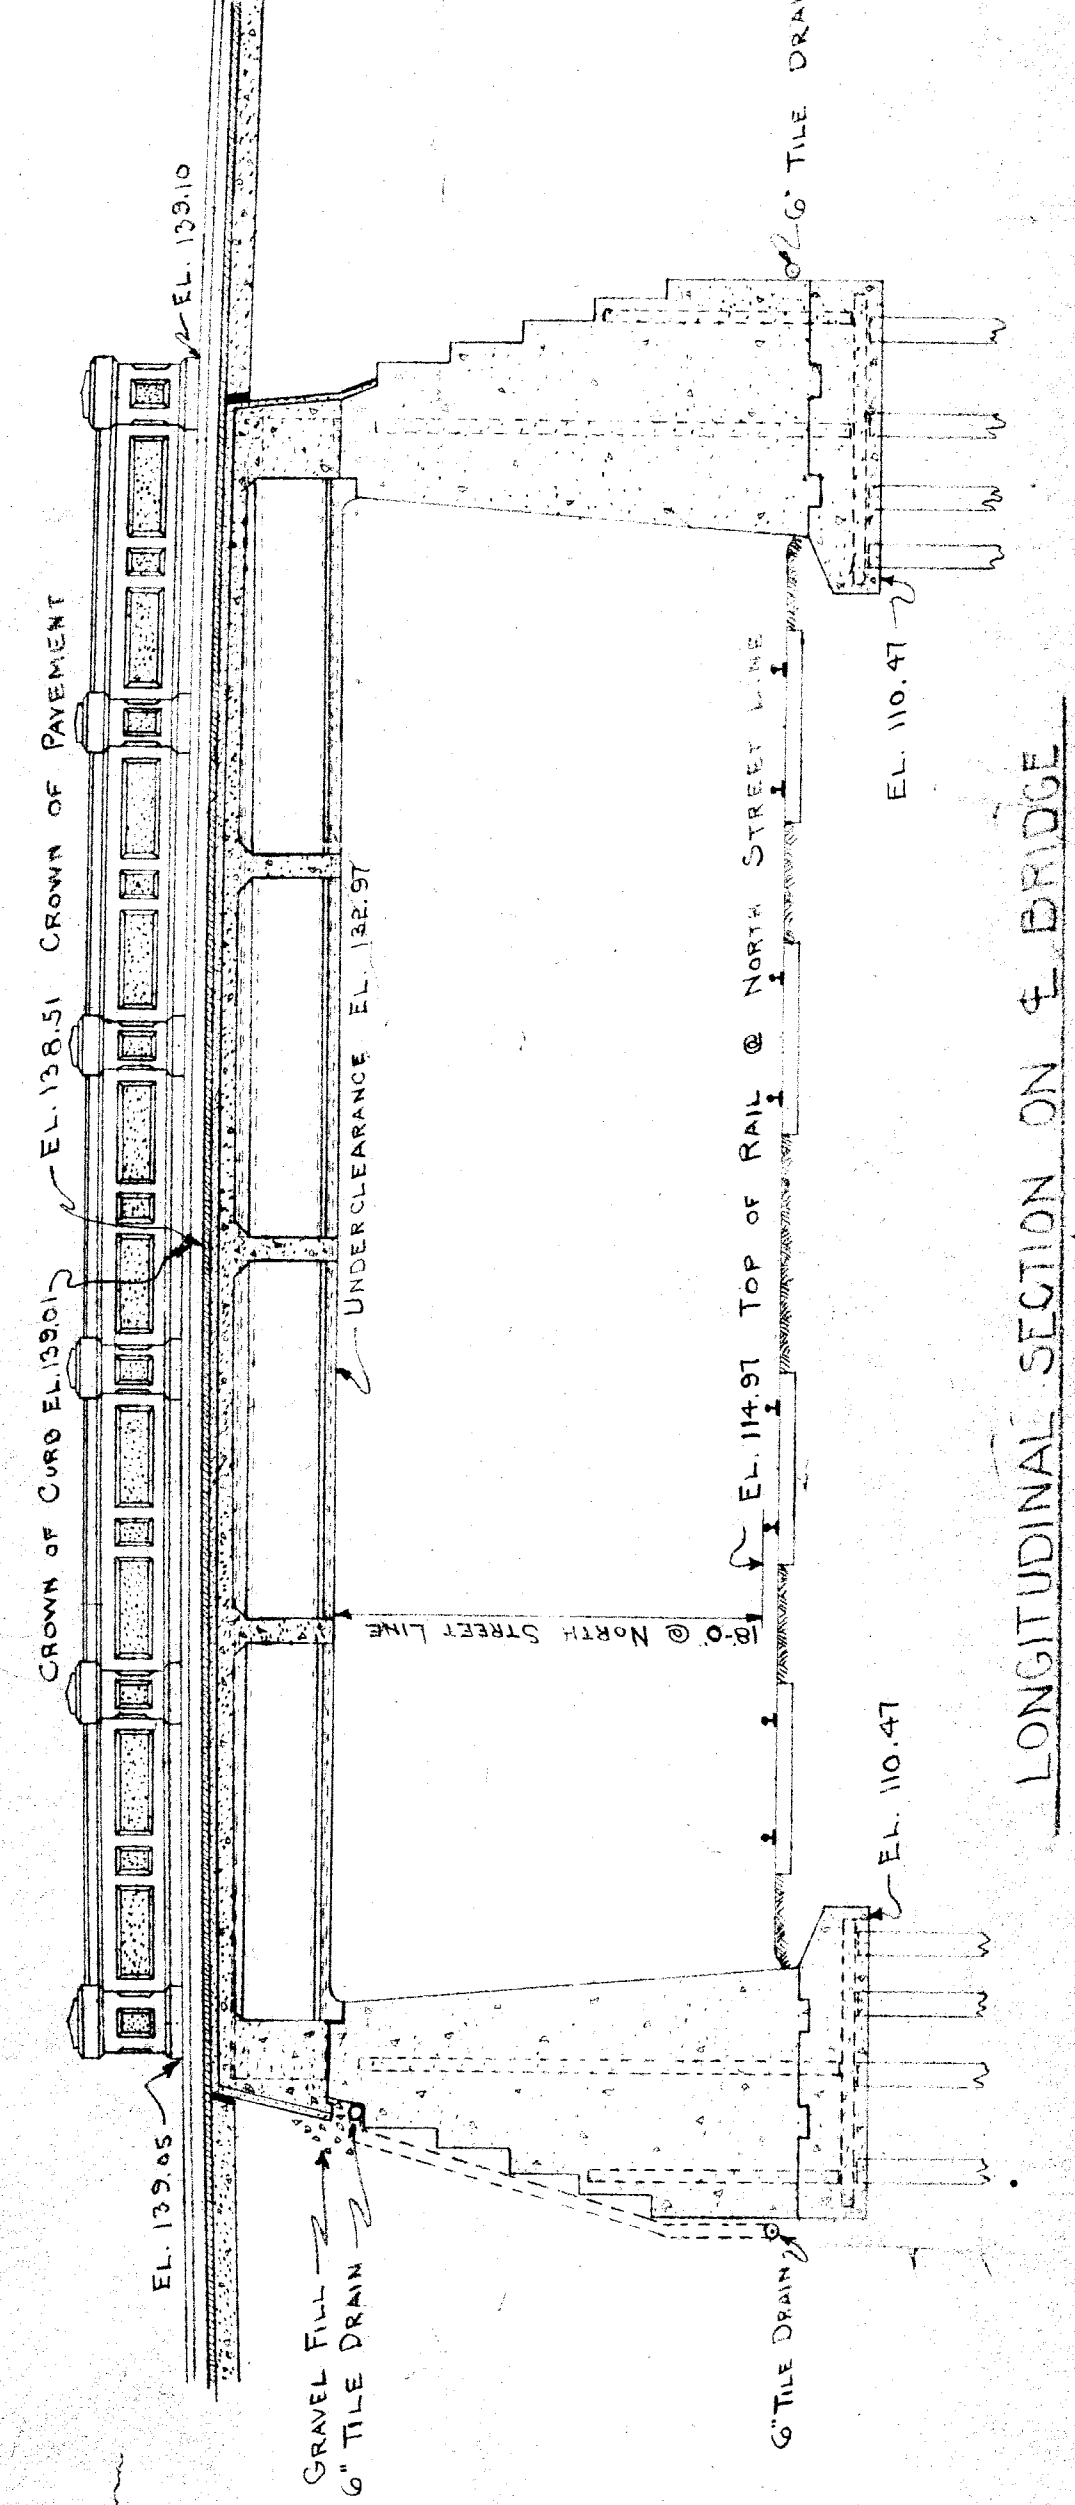 CROWN OF CURB EL. 139.01
EL. 138.51 CROWN OF PAVEMENT
EL. 139.05
EL. 139.10
GRAVEL FILL
6" TILE DRAIN
UNDERCLEARANCE EL. 132.97
18'-0" @ NORTH STREET LINE
EL. 114.97 TOP OF RAIL @ NORTH STREET LINE
6" TILE DRAIN
6" TILE DRAI
EL. 110.47
EL. 110.47
LONGITUDINAL SECTION ON ℄ BRIDGE